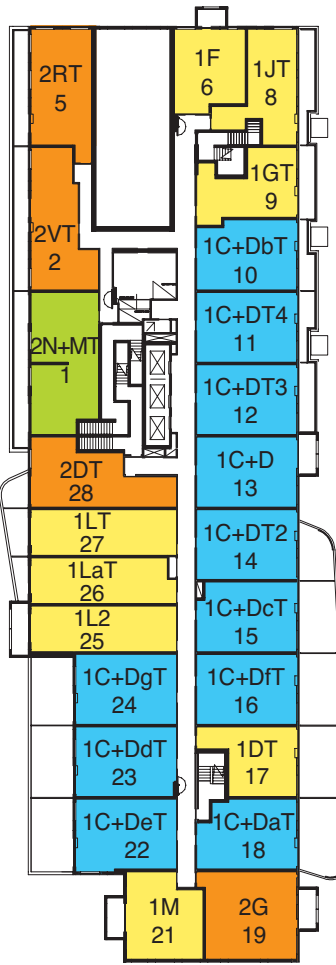 2RT
5
1F
6
1JT
8
1GT
9
2VT
2
1C+DbT
10
1C+DT4
11
2N+MT
1
1C+DT3
12
2DT
28
1C+D
13
1LT
27
1C+DT2
14
1LaT
26
1L2
25
1C+DcT
15
1C+DgT
24
1C+DfT
16
1C+DdT
23
1DT
17
1C+DeT
22
1C+DaT
18
1M
21
2G
19